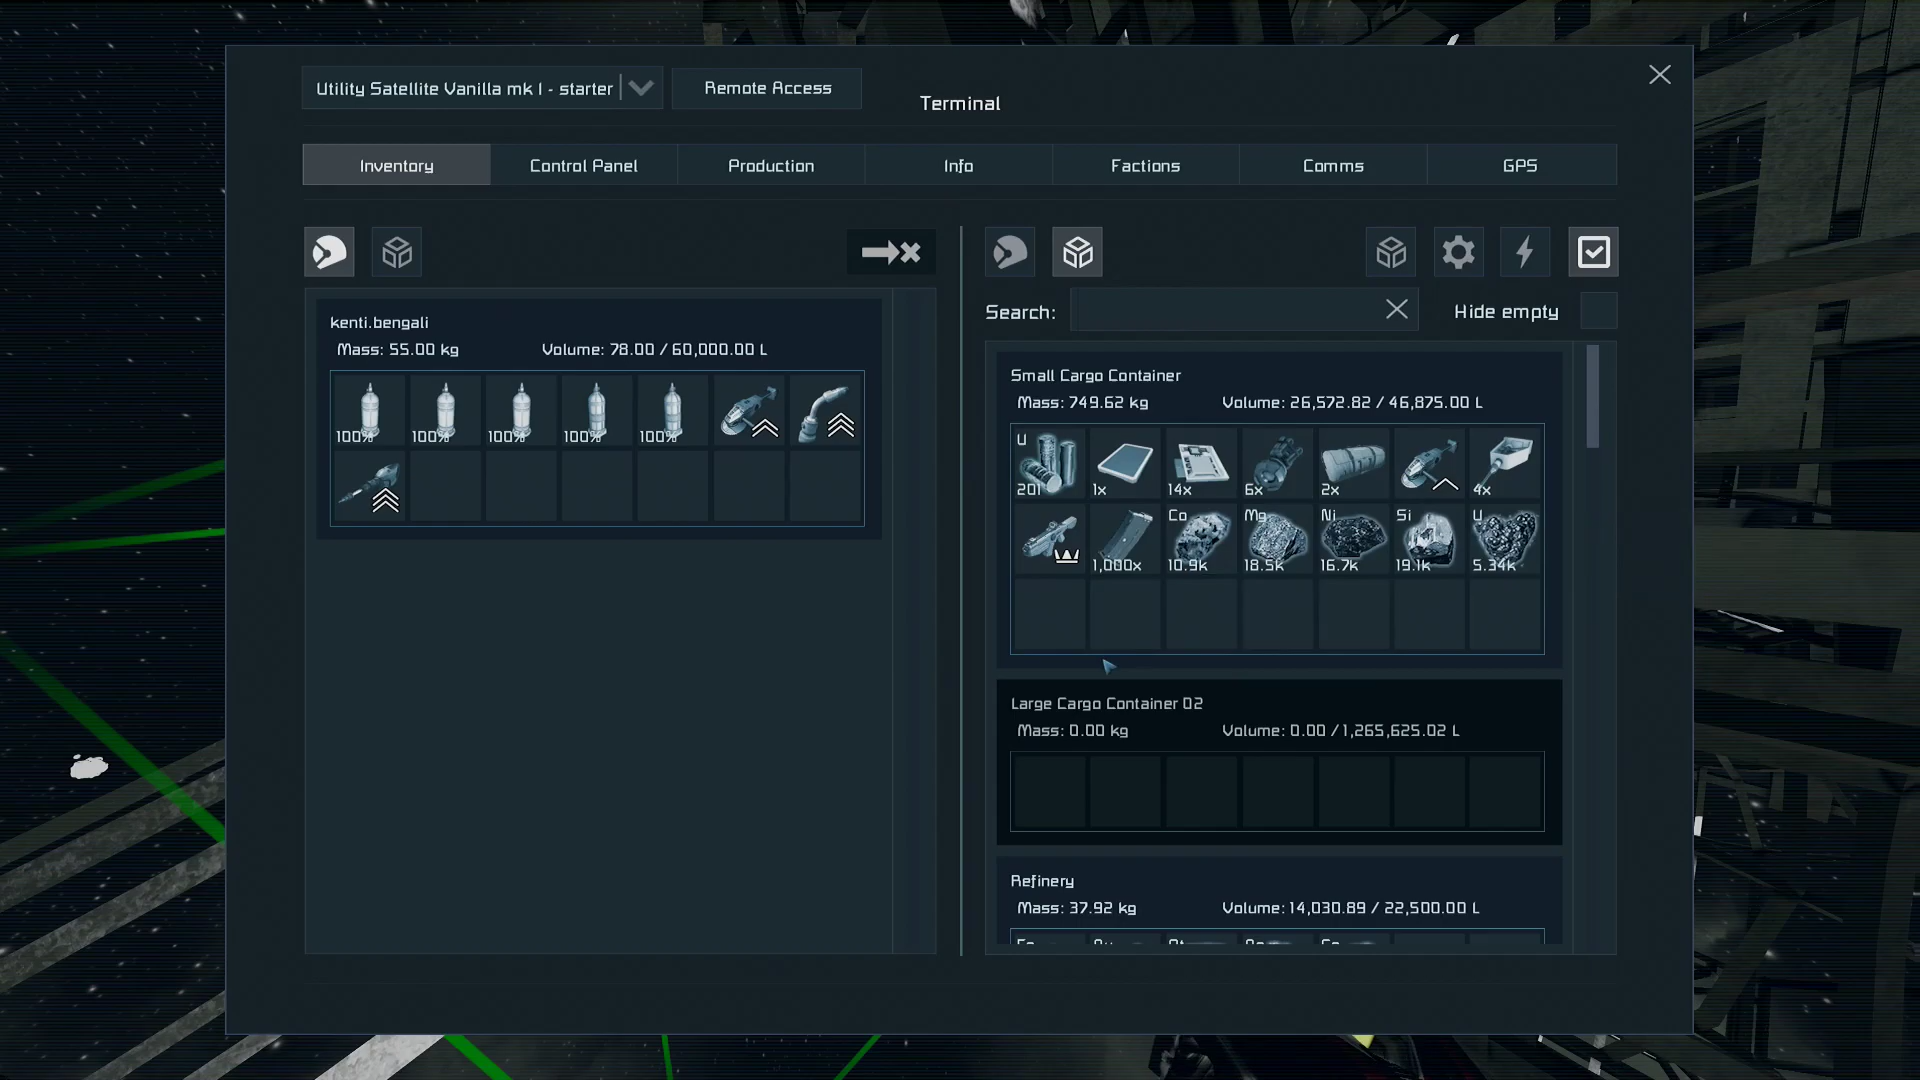 Utility Satellite Vanilla mk I - starter
Remote Access
Terminal
Inventory
Control Panel
Production
Info
Factions
Comms
GPS
Search:
Hide empty
kenti.bengali
Mass: 55.00 kg
Volume: 78.00 / 60,000.00 L
100%
100%
100%
100%
100%
Small Cargo Container
Mass: 749.62 kg
Volume: 26,572.82 / 46,875.00 L
U
201
1x
14x
6x
2x
4x
1,000x
Co
10.9k
Mg
18.5k
Ni
16.7k
Si
19.1k
U
5.34k
Large Cargo Container 02
Mass: 0.00 kg
Volume: 0.00 / 1,265,625.02 L
Refinery
Mass: 37.92 kg
Volume: 14,030.89 / 22,500.00 L